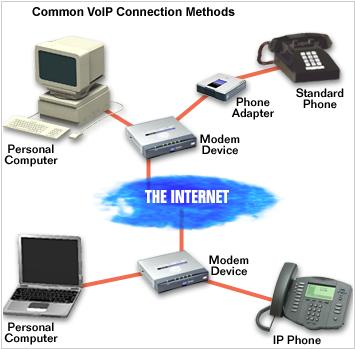 Common VoIP Connection Methods
Phone
Adapter
Standard
Phone
Personal
Computer
Modem
Device
THE INTERNET
Modem
Device
Personal
Computer
IP Phone